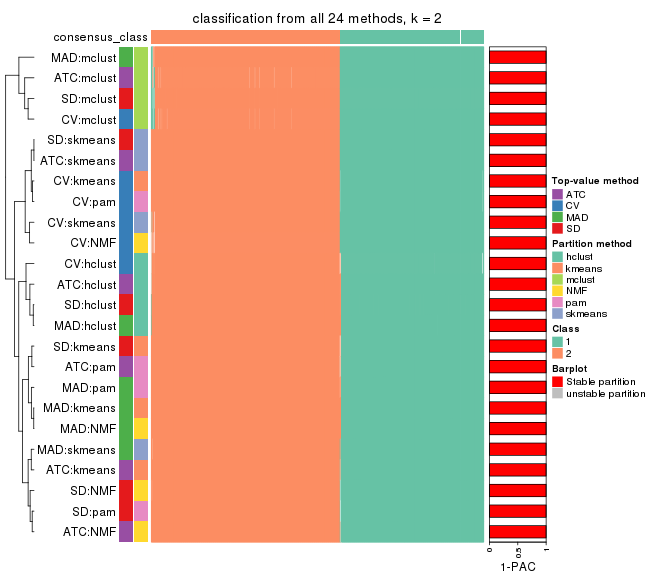 classification from all 24 methods, k = 2
consensus_class
MAD:mclust
ATC:mclust
SD:mclust
CV:mclust
SD:skmeans
ATC:skmeans
CV:kmeans
CV:pam
CV:skmeans
CV:NMF
CV:hclust
ATC:hclust
SD:hclust
MAD:hclust
SD:kmeans
ATC:pam
MAD:pam
MAD:kmeans
MAD:NMF
MAD:skmeans
ATC:kmeans
SD:NMF
SD:pam
ATC:NMF
0
0.5
1
1-PAC
Top-value method
ATC
CV
MAD
SD
Partition method
hclust
kmeans
mclust
NMF
pam
skmeans
Class
1
2
Barplot
Stable partition
unstable partition